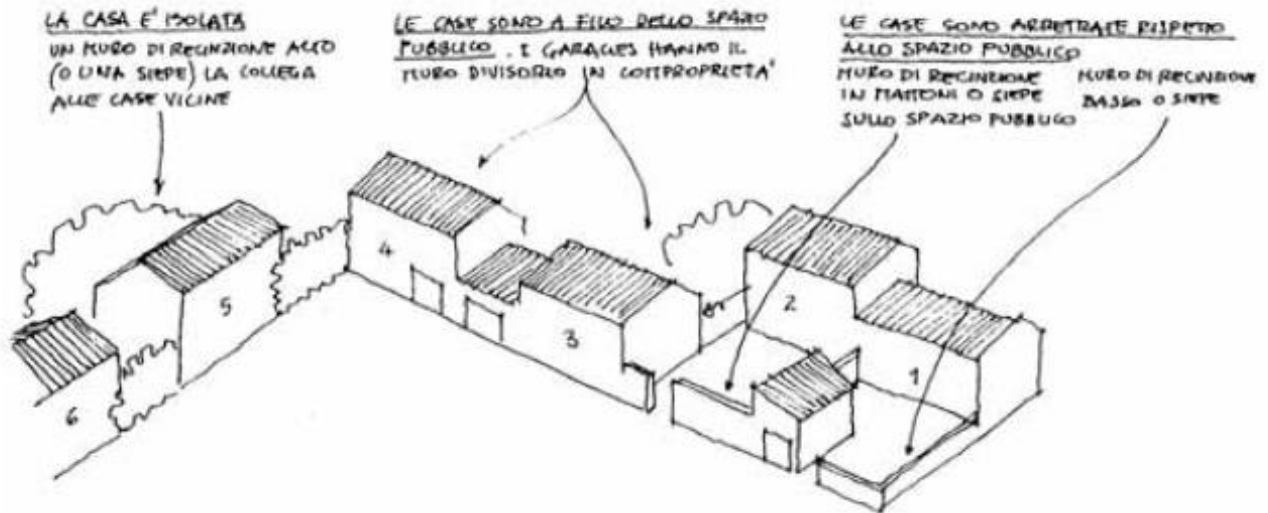 LA CASA E' ISOLATA
UN MURO DI RECINZIONE ALTO
(O UNA SIEPE) LA COLLEGA
ALLE CASE VICINE
LE CASE SONO A FILO DELLO SPAZIO
PUBBLICO. I GARAGES HANNO IL
MURO DIVISORIO IN COMPROPRIETA'
LE CASE SONO ARRETRATE RISPETTO
ALLO SPAZIO PUBBLICO
MURO DI RECINZIONE
IN MATTONI O SIEPE
SULLO SPAZIO PUBBLICO
MURO DI RECINZIONE
BASSO O SIEPE
4
5
3
2
1
6